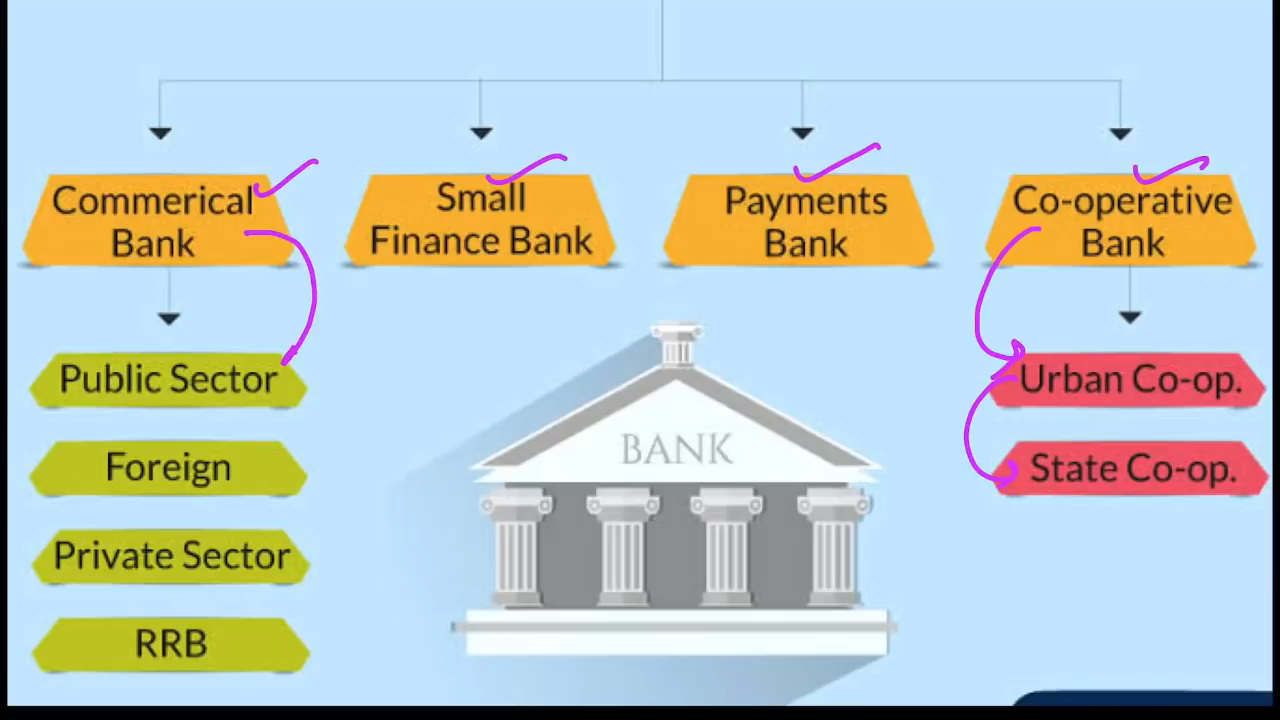 Commerical
Bank
Small
Finance Bank
Payments
Bank
Co-operative
Bank
Public Sector
Foreign
Private Sector
RRB
BANK
Urban Co-op.
State Co-op.